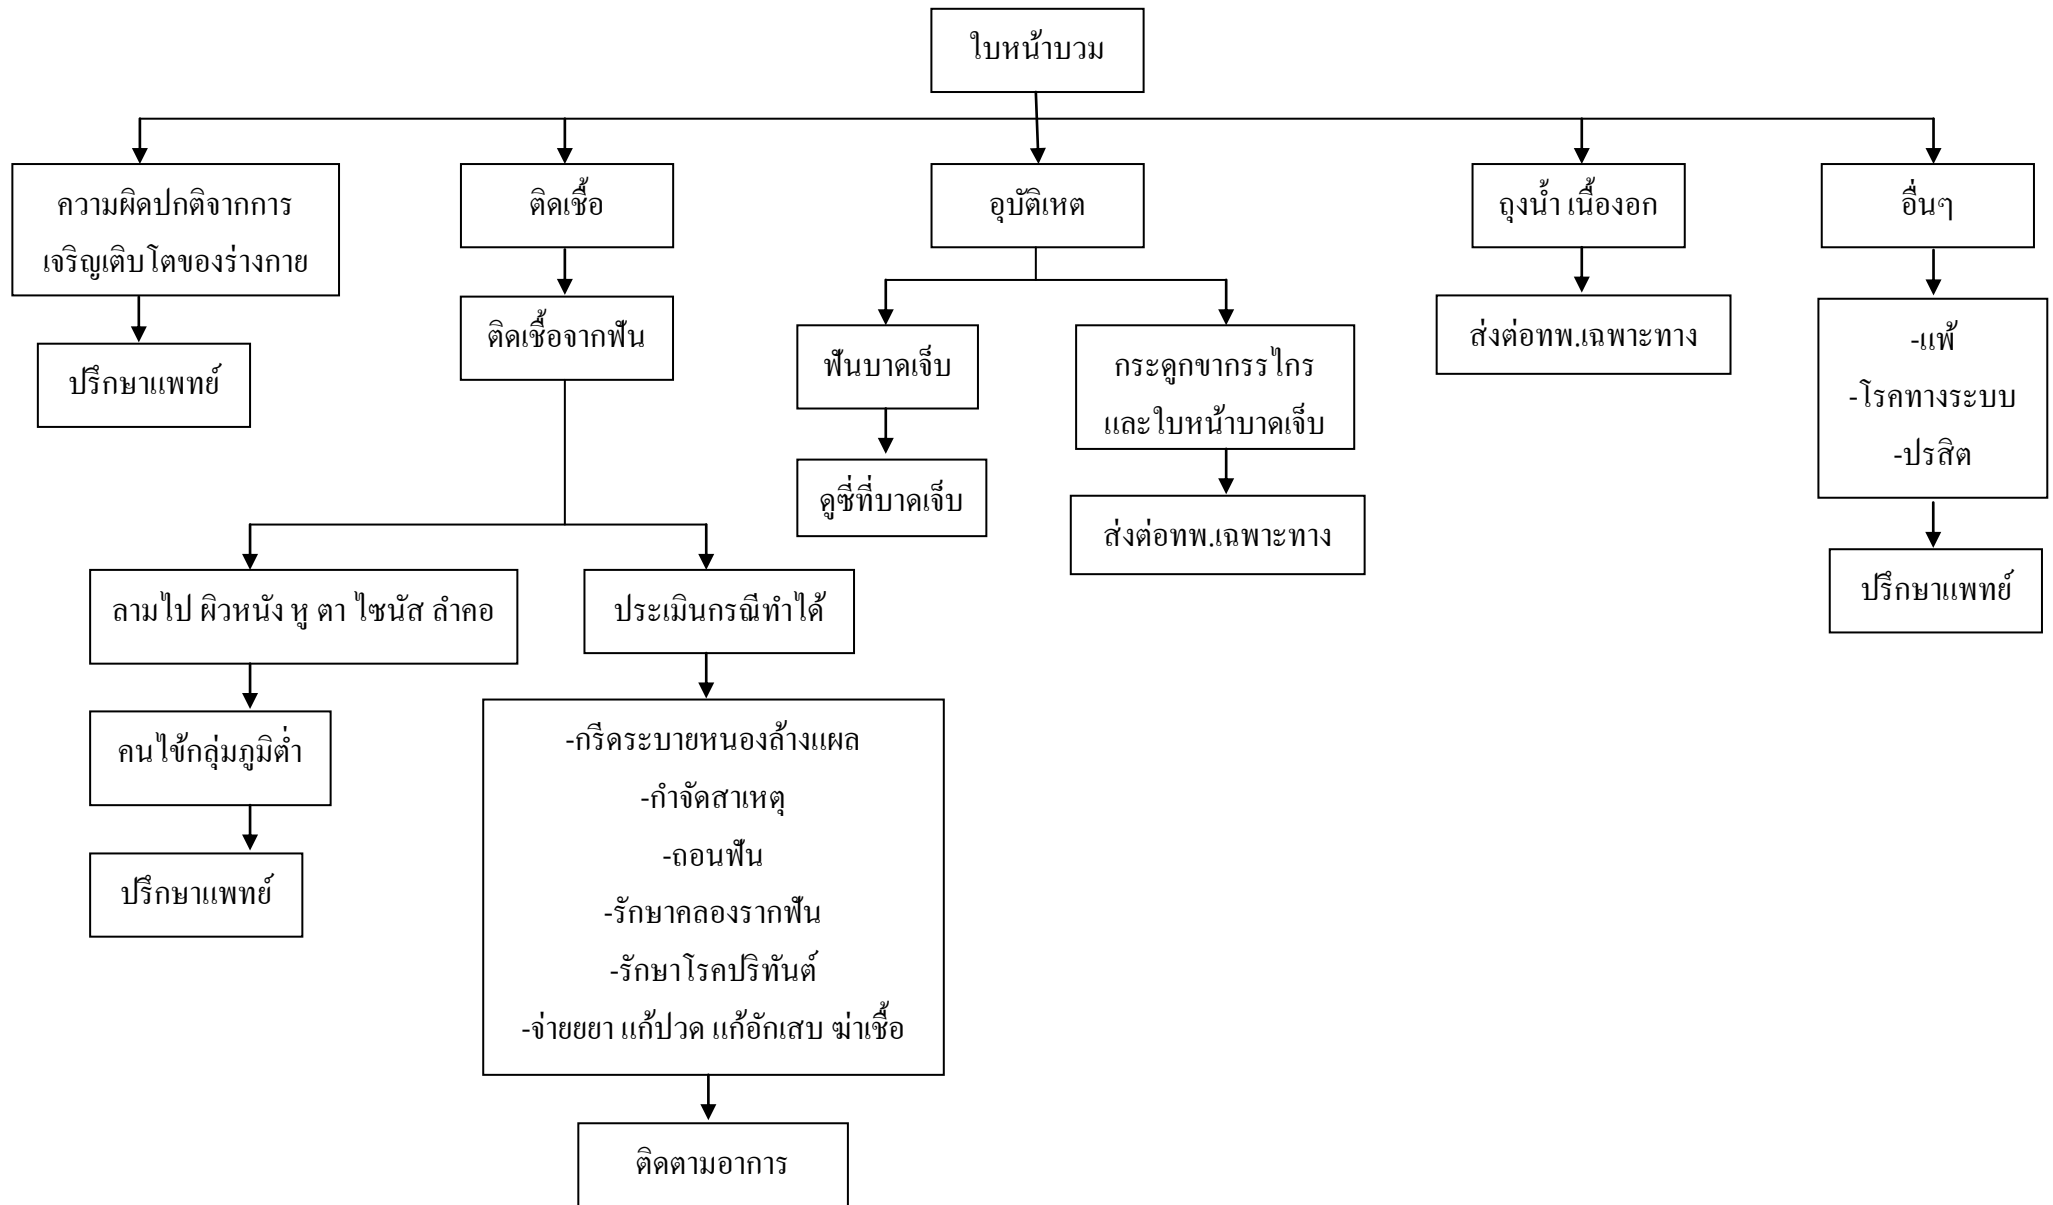 ใบหน้าบวม
ความผิดปกติจากการ
เจริญเติบโตของร่างกาย
ปรึกษาแพทย์
ติดเชื้อ
ติดเชื้อจากฟัน
ลามไป ผิวหนัง หู ตา ไซนัส ลำคอ
คนไข้กลุ่มภูมิต่ำ
ปรึกษาแพทย์
ประเมินกรณีทำได้
-กรีดระบายหนองล้างแผล
-กำจัดสาเหตุ
-ถอนฟัน
-รักษาคลองรากฟัน
-รักษาโรคปริทันต์
-จ่ายยยา แก้ปวด แก้อักเสบ ฆ่าเชื้อ
ติดตามอาการ
อุบัติเหต
ฟันบาดเจ็บ
ดูซี่ที่บาดเจ็บ
กระดูกขากรรไกร
และใบหน้าบาดเจ็บ
ส่งต่อทพ.เฉพาะทาง
ถุงน้ำ เนื้องอก
ส่งต่อทพ.เฉพาะทาง
อื่นๆ
-แพ้
-โรคทางระบบ
-ปรสิต
ปรึกษาแพทย์